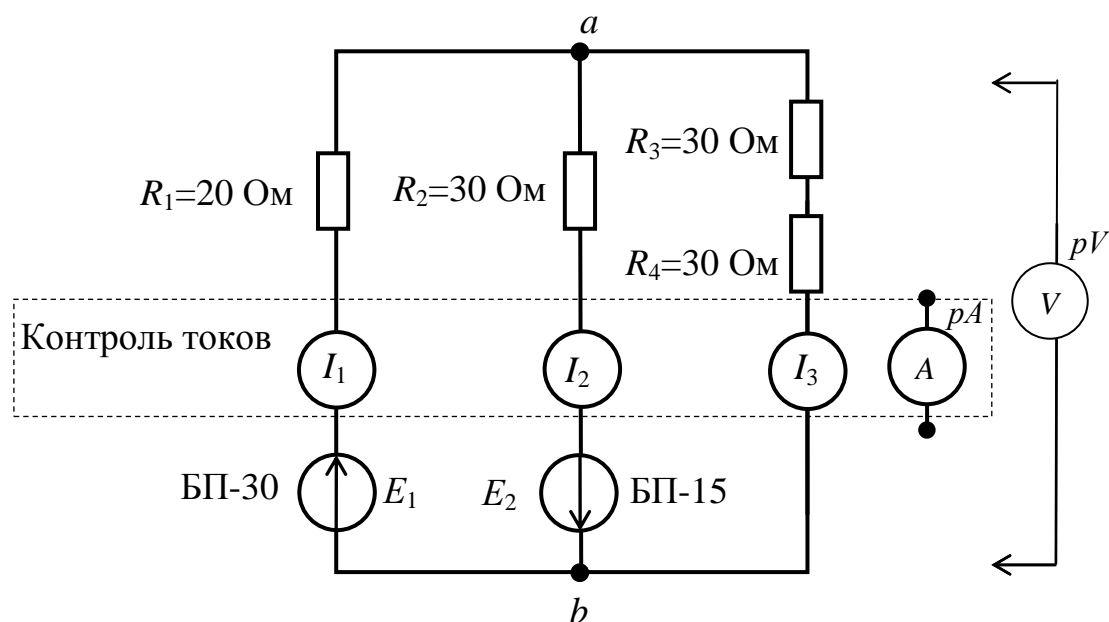 a
R3=30 Ом
R1=20 Ом
R2=30 Ом
R4=30 Ом
pV
V
Контроль токов
pA
I1
I2
I3
A
БП-30
E1
E2
БП-15
b